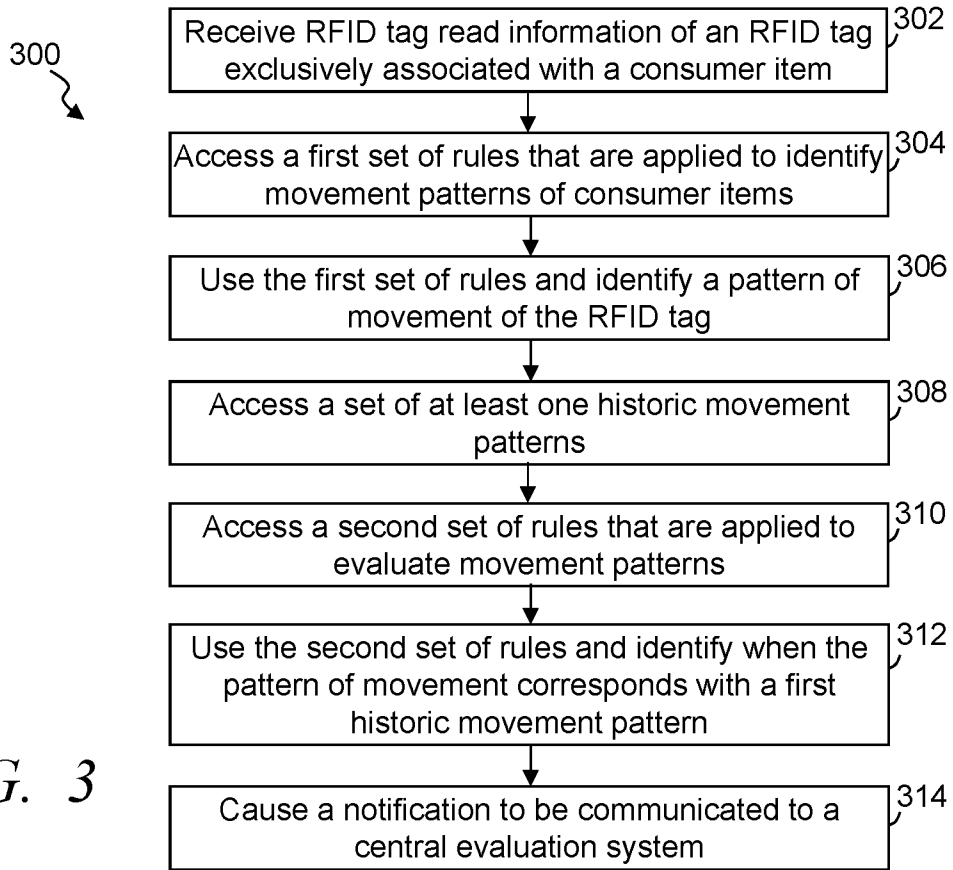 300
Receive RFID tag read information of an RFID tag
exclusively associated with a consumer item
302
Access a first set of rules that are applied to identify
movement patterns of consumer items
304
Use the first set of rules and identify a pattern of
movement of the RFID tag
306
Access a set of at least one historic movement
patterns
308
Access a second set of rules that are applied to
evaluate movement patterns
310
Use the second set of rules and identify when the
pattern of movement corresponds with a first
historic movement pattern
312
Cause a notification to be communicated to a
central evaluation system
314
G. 3